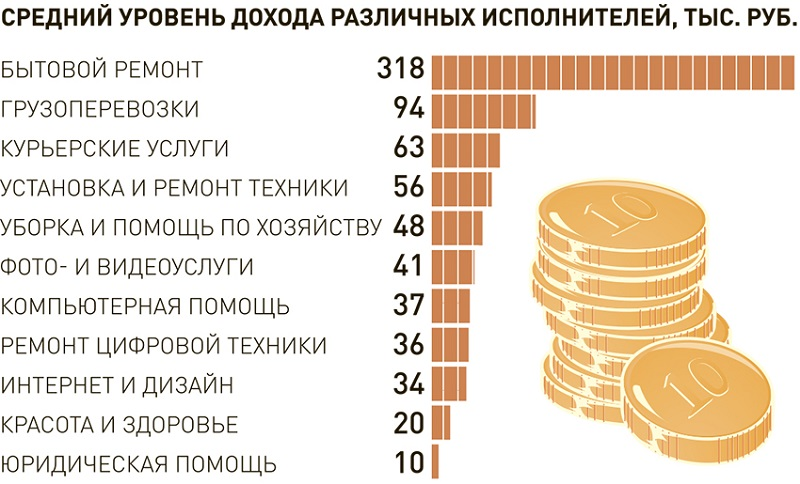 СРЕДНИЙ УРОВЕНЬ ДОХОДА РАЗЛИЧНЫХ ИСПОЛНИТЕЛЕЙ, ТЫС. РУБ.
БЫТОВОЙ РЕМОНТ 318
ГРУЗОПЕРЕВОЗКИ 94
КУРЬЕРСКИЕ УСЛУГИ 63
УСТАНОВКА И РЕМОНТ ТЕХНИКИ 56
УБОРКА И ПОМОЩЬ ПО ХОЗЯЙСТВУ 48
ФОТО- И ВИДЕОУСЛУГИ 41
КОМПЬЮТЕРНАЯ ПОМОЩЬ 37
РЕМОНТ ЦИФРОВОЙ ТЕХНИКИ 36
ИНТЕРНЕТ И ДИЗАЙН 34
КРАСОТА И ЗДОРОВЬЕ 20
ЮРИДИЧЕСКАЯ ПОМОЩЬ 10
10
10